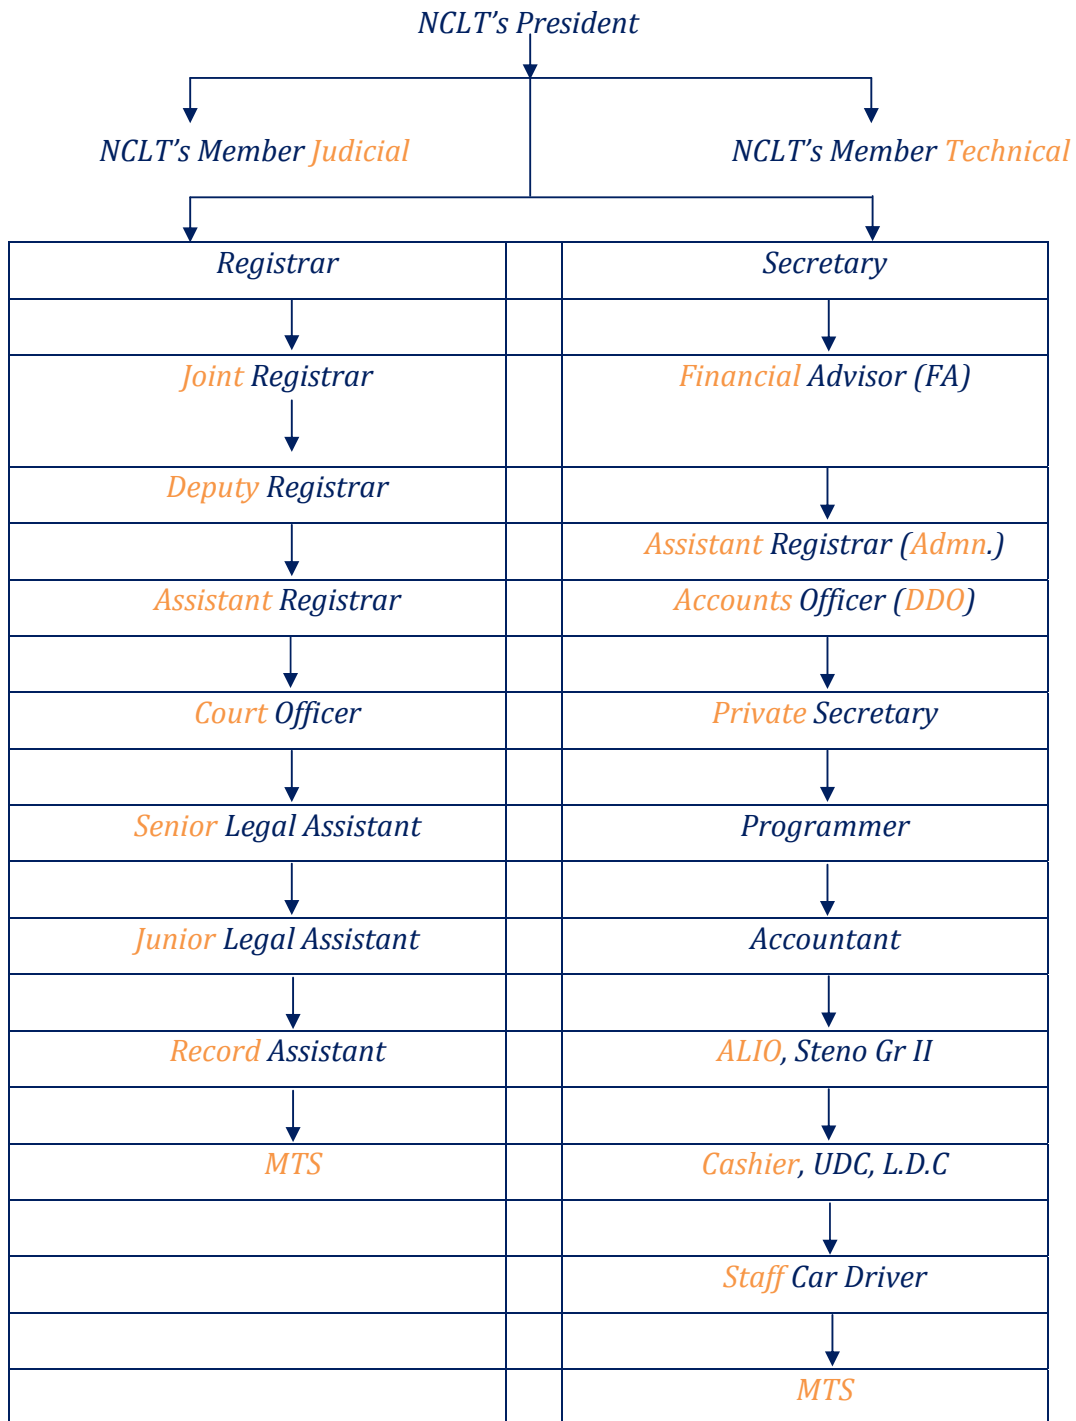 NCLT’s President
NCLT’s Member Judicial
NCLT’s Member Technical
Registrar
Secretary
Joint Registrar
Financial Advisor (FA)
Deputy Registrar
Assistant Registrar (Admn.)
Assistant Registrar
Accounts Officer (DDO)
Court Officer
Private Secretary
Senior Legal Assistant
Programmer
Junior Legal Assistant
Accountant
Record Assistant
ALIO, Steno Gr II
MTS
Cashier, UDC, L.D.C
Staff Car Driver
MTS